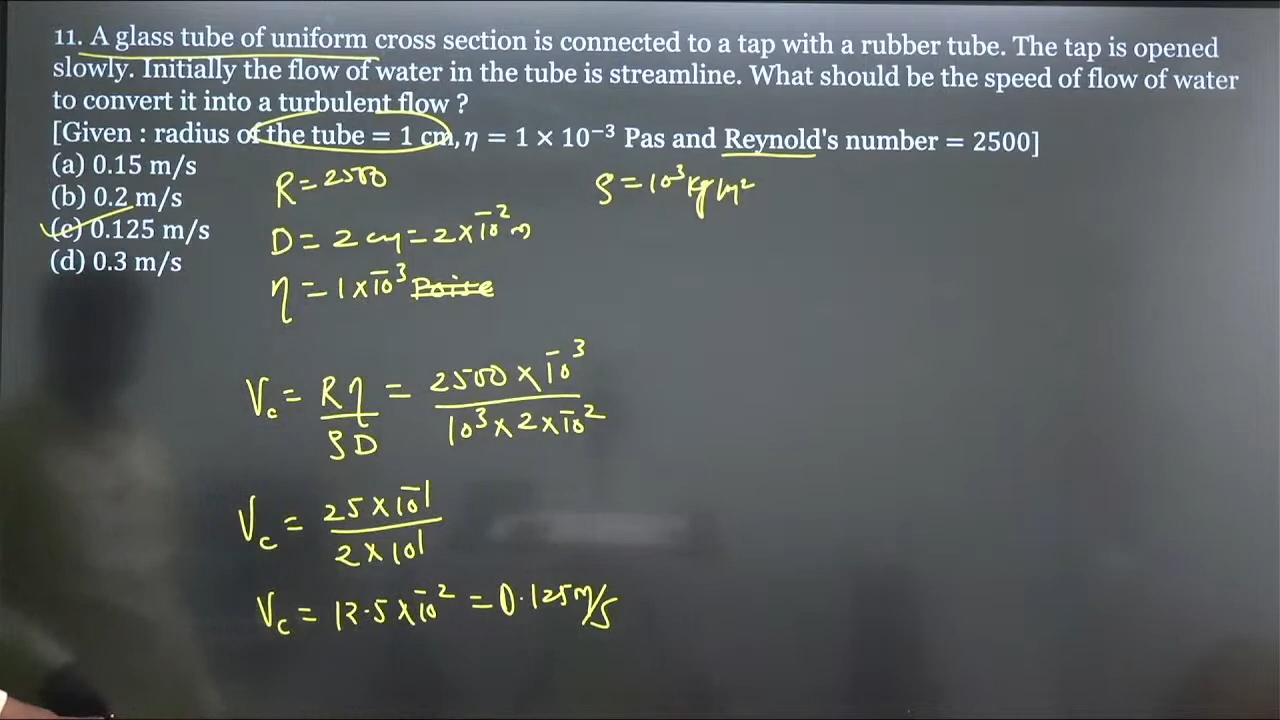 11. A glass tube of uniform cross section is connected to a tap with a rubber tube. The tap is opened
slowly. Initially the flow of water in the tube is streamline. What should be the speed of flow of water
to convert it into a turbulent flow ?
[Given : radius of the tube = 1 cm, η = 1 × 10⁻³ Pas and Reynold's number = 2500]
(a) 0.15 m/s
(b) 0.2 m/s
(c) 0.125 m/s
(d) 0.3 m/s
R = 2500
ρ = 10³ kg m²
D = 2 cm = 2 × 10⁻² m
η = 1 × 10⁻³ Poise
V_c = Rη / ρD = 2500 × 10⁻³ / 10³ × 2 × 10⁻²
V_c = 25 × 10⁻¹ / 2 × 10¹
V_c = 12.5 × 10⁻² = 0.125 m/s